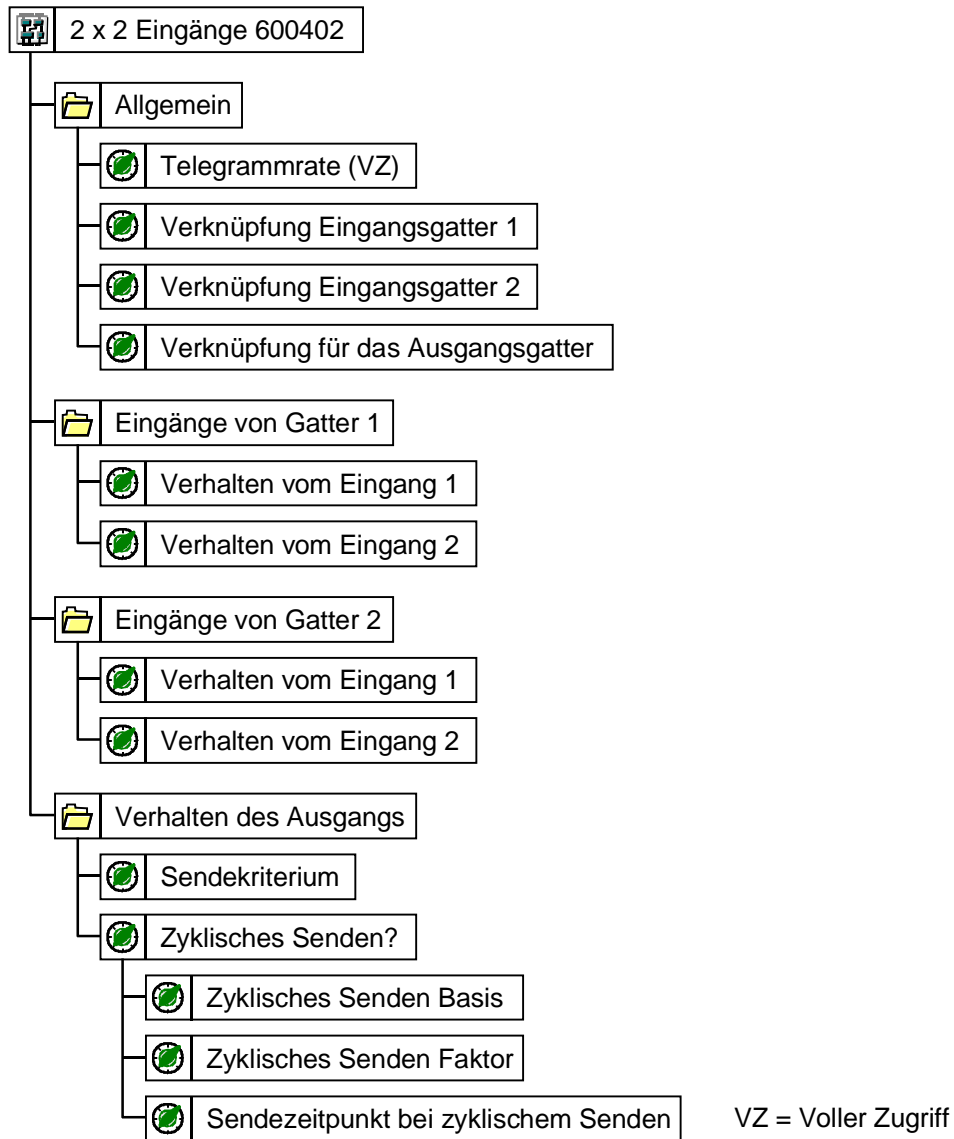 2 x 2 Eingänge 600402
Allgemein
Telegrammrate (VZ)
Verknüpfung Eingangsgatter 1
Verknüpfung Eingangsgatter 2
Verknüpfung für das Ausgangsgatter
Eingänge von Gatter 1
Verhalten vom Eingang 1
Verhalten vom Eingang 2
Eingänge von Gatter 2
Verhalten vom Eingang 1
Verhalten vom Eingang 2
Verhalten des Ausgangs
Sendekriterium
Zyklisches Senden?
Zyklisches Senden Basis
Zyklisches Senden Faktor
Sendezeitpunkt bei zyklischem Senden VZ = Voller Zugriff